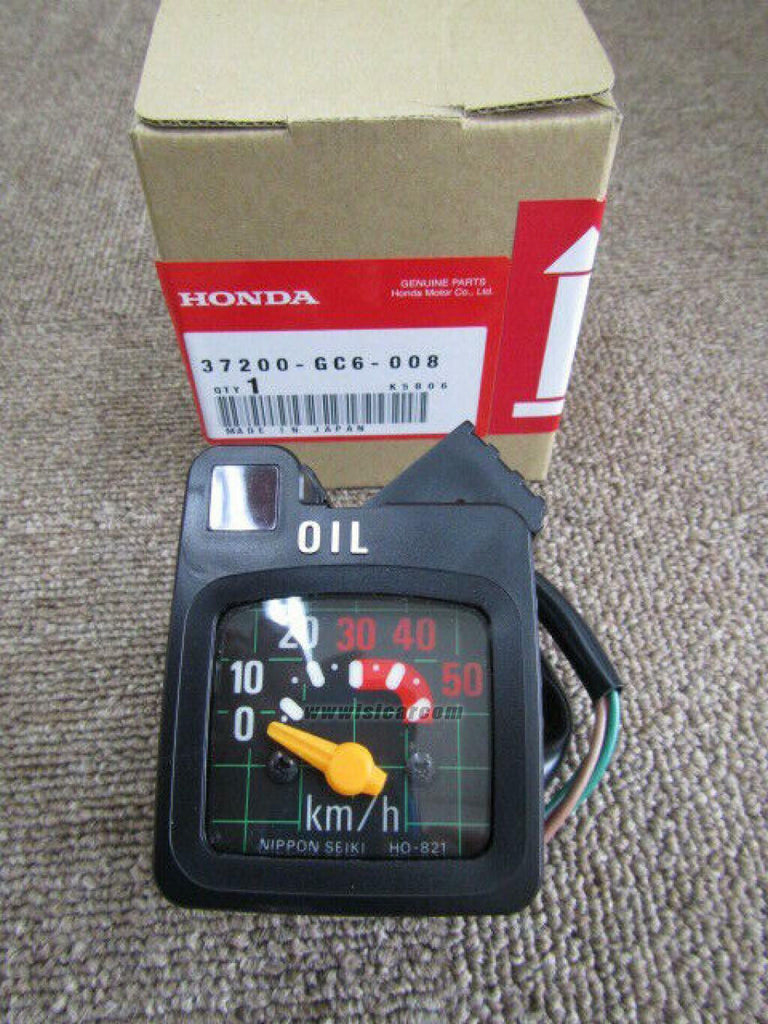 HONDA
GENUINE PARTS
Honda Motor Co., Ltd.
37200-GC6-008
QTY 1
K5806
MADE IN JAPAN
OIL
20 30 40
10 50
0
www.isicar.com
km/h
NIPPON SEIKI HO-821